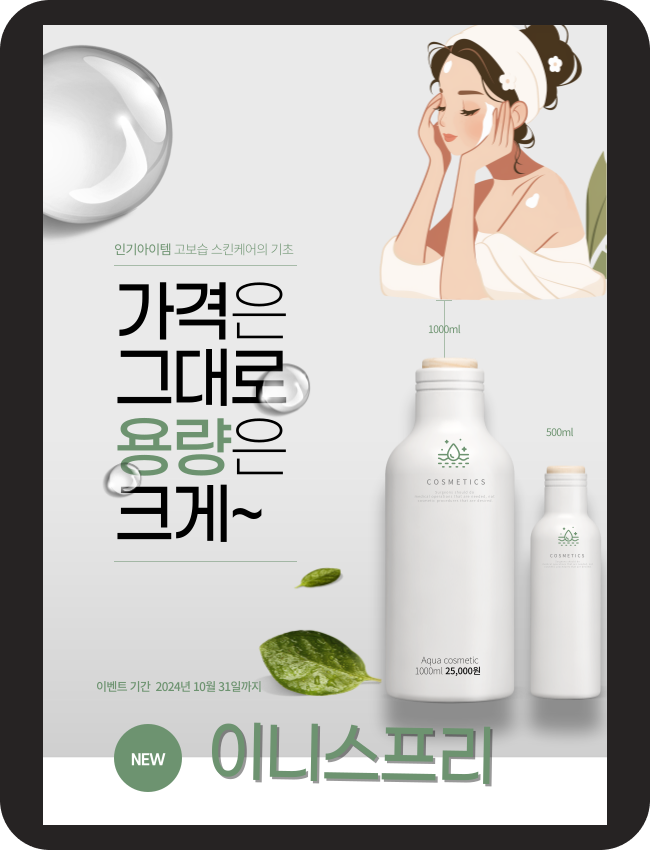 인기아이템 고보습 스킨케어의 기초
가격은
그대로
용량은
크게~
1000ml
500ml
COSMETICS
COSMETICS
Aqua cosmetic
1000ml 25,000원
이벤트 기간 2024년 10월 31일까지
NEW 이니스프리